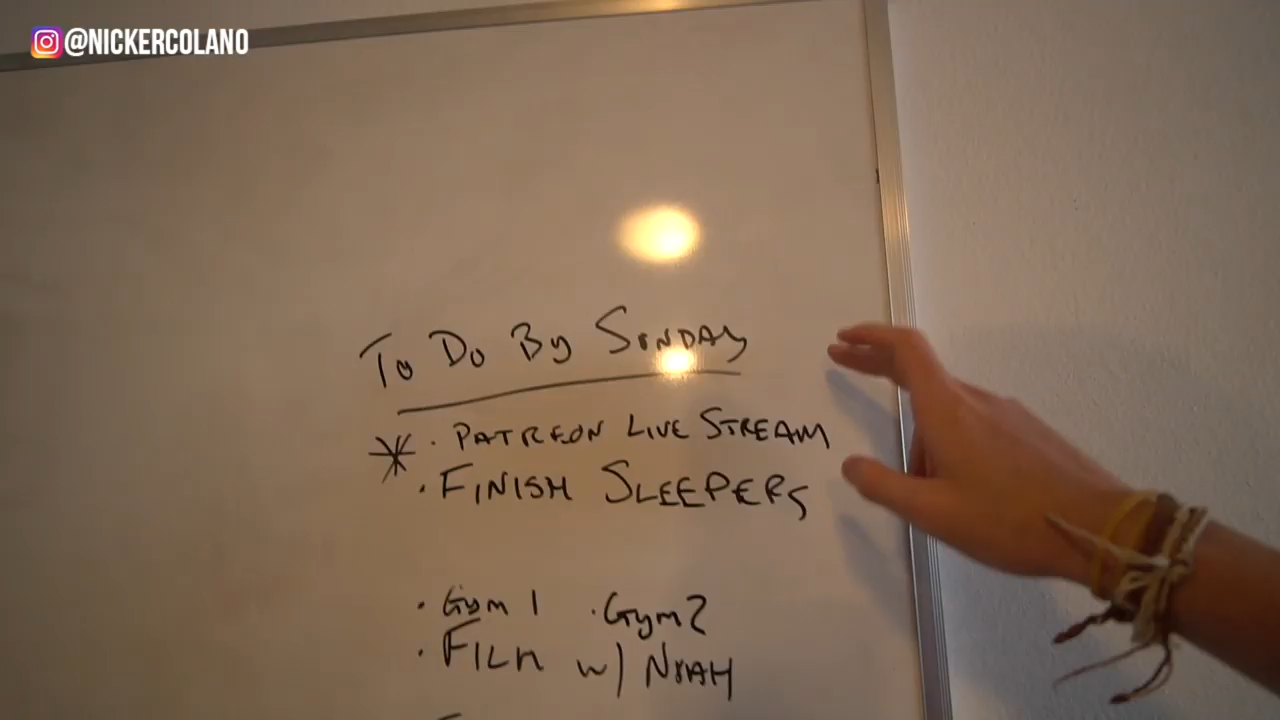 @NICKERCOLANO
To Do By SUNDAY
* · PATREON LIVE STREAM
· FINISH SLEEPERS
· Gym 1 · Gym 2
· FILM w/ NOAH